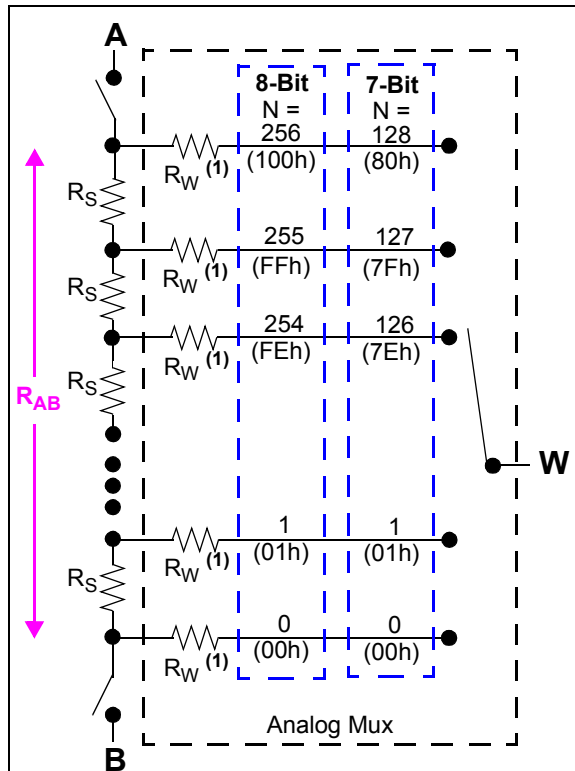 A
8-Bit
N =
7-Bit
N =
256
(100h)
128
(80h)
RW (1)
RS
255
(FFh)
127
(7Fh)
RW (1)
RS
254
(FEh)
126
(7Eh)
RW (1)
RS
RAB
W
1
(01h)
1
(01h)
RW (1)
RS
0
(00h)
0
(00h)
RW (1)
Analog Mux
B